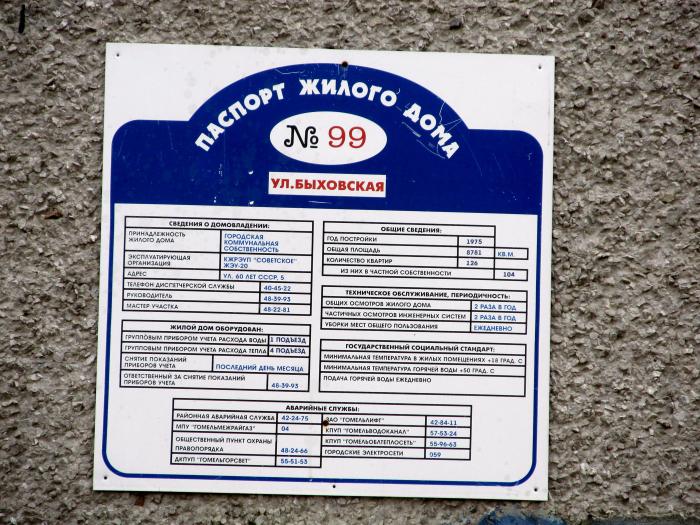 ПАСПОРТ ЖИЛОГО ДОМА
№ 99
УЛ.БЫХОВСКАЯ
СВЕДЕНИЯ О ДОМОВЛАДЕНИИ:
ПРИНАДЛЕЖНОСТЬ ЖИЛОГО ДОМА
ГОРОДСКАЯ КОММУНАЛЬНАЯ СОБСТВЕННОСТЬ
ЭКСПЛУАТИРУЮЩАЯ ОРГАНИЗАЦИЯ
КЖРЭУП "СОВЕТСКОЕ" ЖЭУ-20
АДРЕС УЛ. 60 ЛЕТ СССР, 5
ТЕЛЕФОН ДИСПЕТЧЕРСКОЙ СЛУЖБЫ 40-45-22
РУКОВОДИТЕЛЬ 48-39-93
МАСТЕР УЧАСТКА 48-22-81
ЖИЛОЙ ДОМ ОБОРУДОВАН:
ГРУППОВЫМ ПРИБОРОМ УЧЕТА РАСХОДА ВОДЫ 1 ПОДЪЕЗД
ГРУППОВЫМ ПРИБОРОМ УЧЕТА РАСХОДА ТЕПЛА 4 ПОДЪЕЗД
СНЯТИЕ ПОКАЗАНИЙ ПРИБОРОВ УЧЕТА
ПОСЛЕДНИЙ ДЕНЬ МЕСЯЦА
ОТВЕТСТВЕННЫЙ ЗА СНЯТИЕ ПОКАЗАНИЙ ПРИБОРОВ УЧЕТА
48-39-93
ОБЩИЕ СВЕДЕНИЯ:
ГОД ПОСТРОЙКИ 1975
ОБЩАЯ ПЛОЩАДЬ 8761 КВ.М.
КОЛИЧЕСТВО КВАРТИР 126
ИЗ НИХ В ЧАСТНОЙ СОБСТВЕННОСТИ 104
ТЕХНИЧЕСКОЕ ОБСЛУЖИВАНИЕ, ПЕРИОДИЧНОСТЬ:
ОБЩИХ ОСМОТРОВ ЖИЛОГО ДОМА 2 РАЗА В ГОД
ЧАСТИЧНЫХ ОСМОТРОВ ИНЖЕНЕРНЫХ СИСТЕМ 2 РАЗА В ГОД
УБОРКИ МЕСТ ОБЩЕГО ПОЛЬЗОВАНИЯ ЕЖЕДНЕВНО
ГОСУДАРСТВЕННЫЙ СОЦИАЛЬНЫЙ СТАНДАРТ:
МИНИМАЛЬНАЯ ТЕМПЕРАТУРА В ЖИЛЫХ ПОМЕЩЕНИЯХ +18 ГРАД. С
МИНИМАЛЬНАЯ ТЕМПЕРАТУРА ГОРЯЧЕЙ ВОДЫ +50 ГРАД. С
ПОДАЧА ГОРЯЧЕЙ ВОДЫ ЕЖЕДНЕВНО
АВАРИЙНЫЕ СЛУЖБЫ:
РАЙОННАЯ АВАРИЙНАЯ СЛУЖБА 42-24-75
МПУ "ГОМЕЛЬМЕЖРАЙГАЗ" 04
ОБЩЕСТВЕННЫЙ ПУНКТ ОХРАНЫ ПРАВОПОРЯДКА 48-24-66
ДКПУП "ГОМЕЛЬГОРСВЕТ" 55-51-53
ЗАО "ГОМЕЛЬЛИФТ" 42-84-11
КПУП "ГОМЕЛЬВОДОКАНАЛ" 57-53-24
КПУП "ГОМЕЛЬОБЛТЕПЛОСЕТЬ" 55-96-63
ГОРОДСКИЕ ЭЛЕКТРОСЕТИ 059